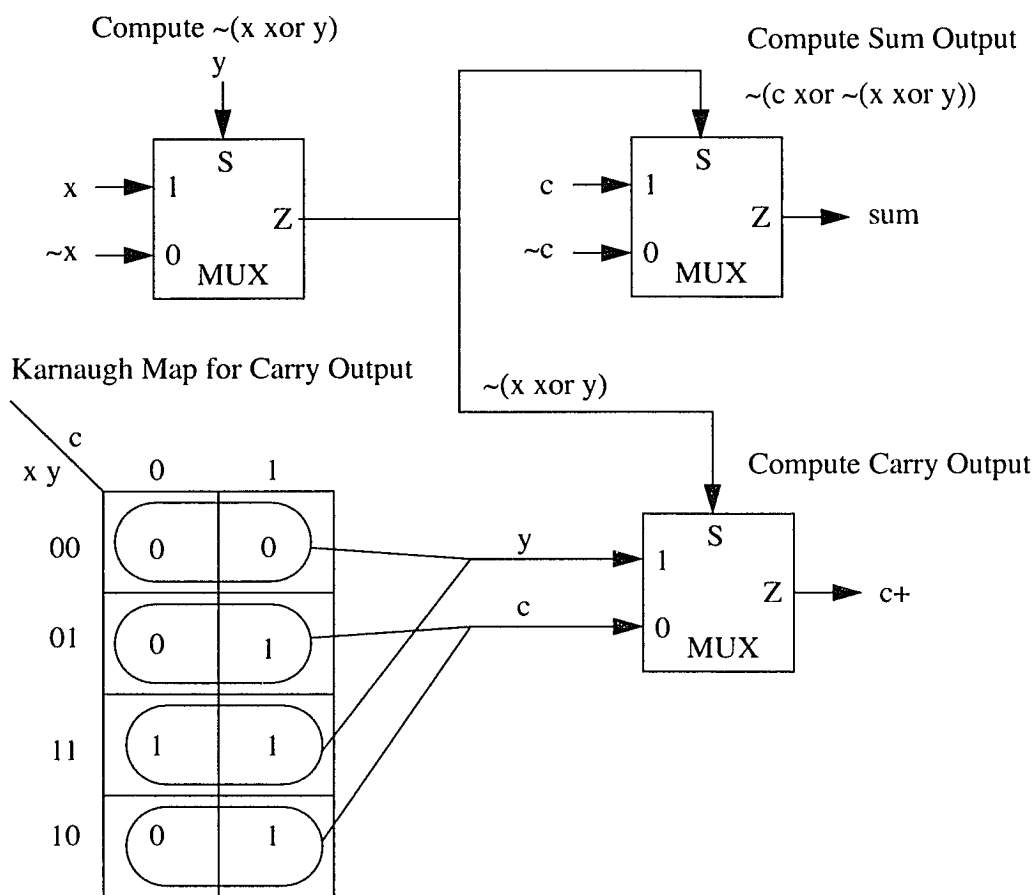 Compute ~(x xor y)
y
S
x
1
Z
~x
0
MUX
Compute Sum Output
~(c xor ~(x xor y))
S
c
1
Z
sum
~c
0
MUX
Karnaugh Map for Carry Output
~(x xor y)
c
x y
0
1
00
0
0
01
0
1
11
1
1
10
0
1
Compute Carry Output
y
S
1
Z
c+
c
0
MUX